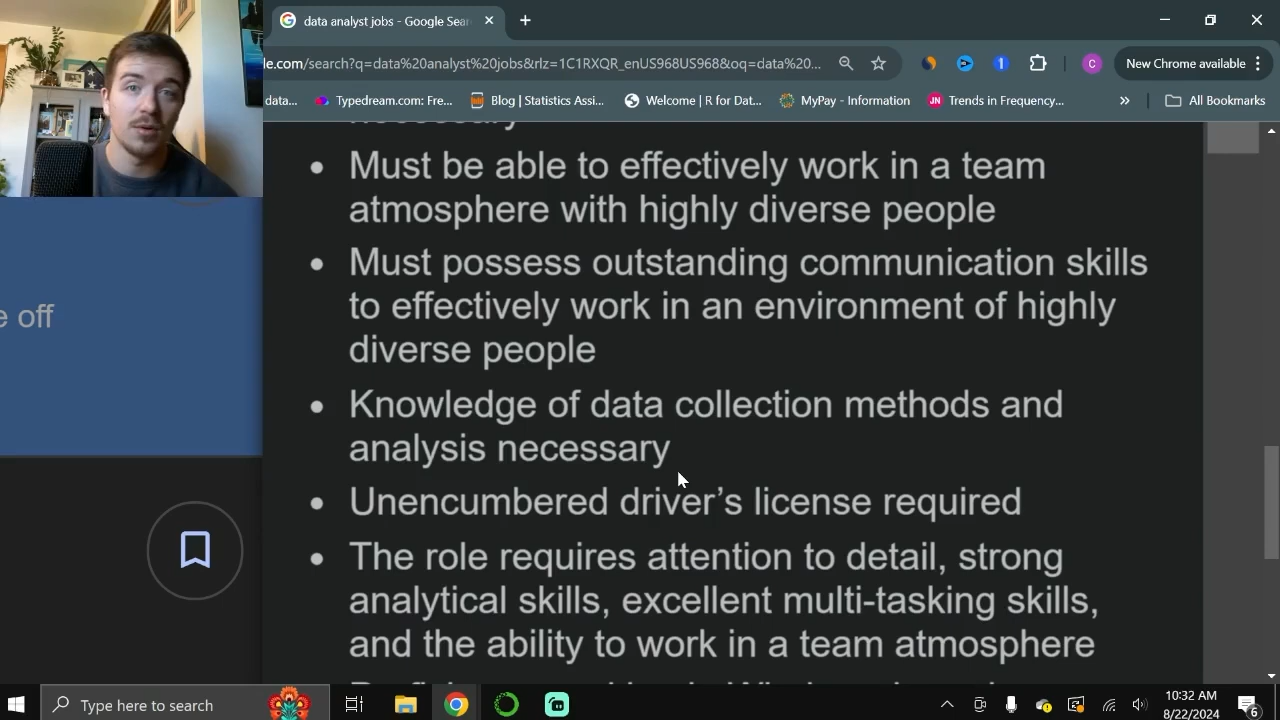 data analyst jobs - Google Sear
le.com/search?q=data%20analyst%20jobs&rlz=1C1RXQR_enUS968US968&oq=data%20...
New Chrome available
data...
Typedream.com: Fre...
Blog | Statistics Assi...
Welcome | R for Dat...
MyPay - Information
JN
Trends in Frequency...
All Bookmarks
necessary
• Must be able to effectively work in a team
atmosphere with highly diverse people
• Must possess outstanding communication skills
to effectively work in an environment of highly
diverse people
e off
• Knowledge of data collection methods and
analysis necessary
• Unencumbered driver’s license required
• The role requires attention to detail, strong
analytical skills, excellent multi-tasking skills,
and the ability to work in a team atmosphere
Type here to search
10:32 AM
8/22/2024
6